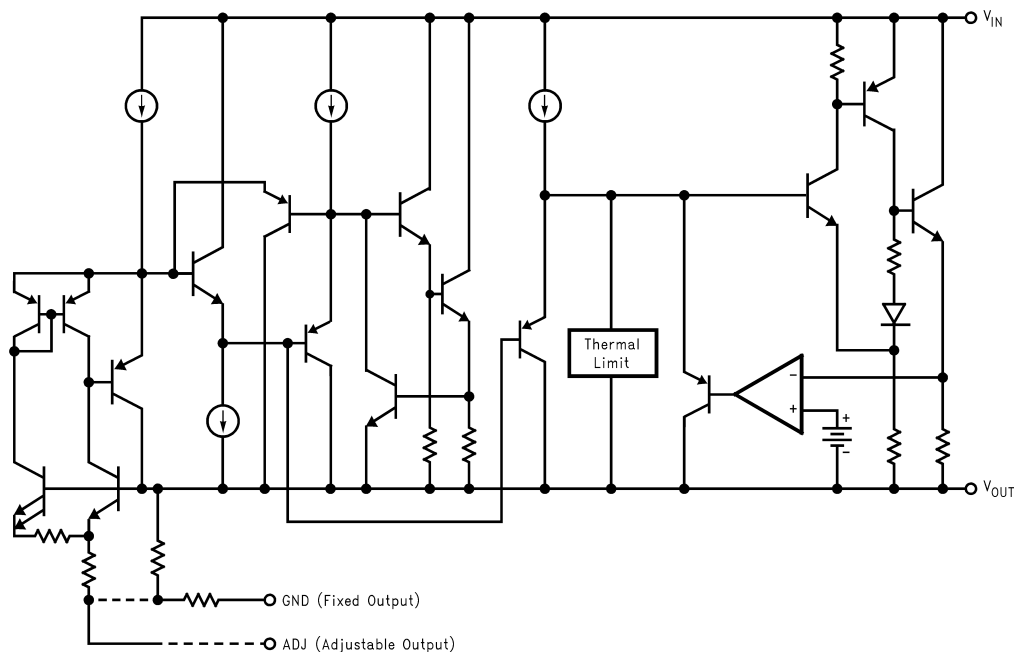 VIN
Thermal
Limit
−
+
+
−
VOUT
GND (Fixed Output)
ADJ (Adjustable Output)